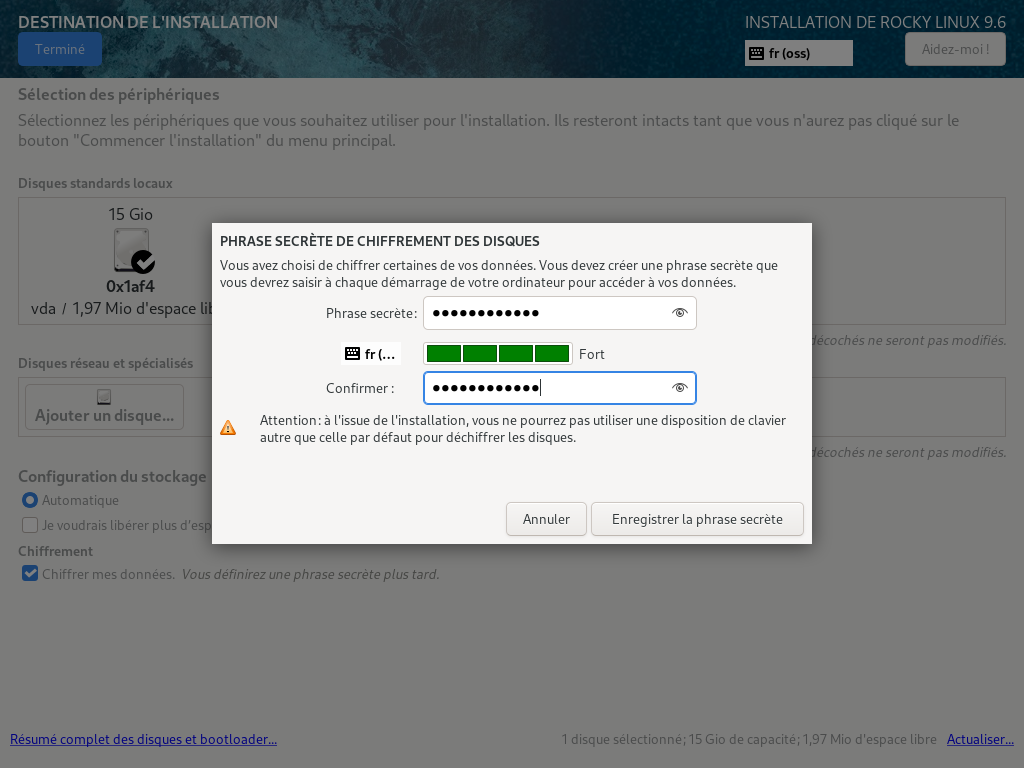 DESTINATION DE L'INSTALLATION
INSTALLATION DE ROCKY LINUX 9.6
Terminé
fr (oss)
Aidez-moi !
Sélection des périphériques
Sélectionnez les périphériques que vous souhaitez utiliser pour l'installation. Ils resteront intacts tant que vous n'aurez pas cliqué sur le
bouton "Commencer l'installation" du menu principal.
Disques standards locaux
15 Gio
0x1af4
vda / 1,97 Mio d'espace
décochés ne seront pas modifiés.
Disques réseau et spécialisés
Ajouter un disque...
décochés ne seront pas modifiés.
Configuration du stockage
Automatique
Je voudrais libérer plus
Chiffrement
Chiffrer mes données. Vous définirez une phrase secrète plus tard.
PHRASE SECRÈTE DE CHIFFREMENT DES DISQUES
Vous avez choisi de chiffrer certaines de vos données. Vous devez créer une phrase secrète que
vous devrez saisir à chaque démarrage de votre ordinateur pour accéder à vos données.
Phrase secrète: ●●●●●●●●●●●●
fr (...
Fort
Confirmer : ●●●●●●●●●●●●
Attention : à l'issue de l'installation, vous ne pourrez pas utiliser une disposition de clavier
autre que celle par défaut pour déchiffrer les disques.
Annuler
Enregistrer la phrase secrète
Résumé complet des disques et bootloader...
1 disque sélectionné; 15 Gio de capacité; 1,97 Mio d'espace libre
Actualiser...